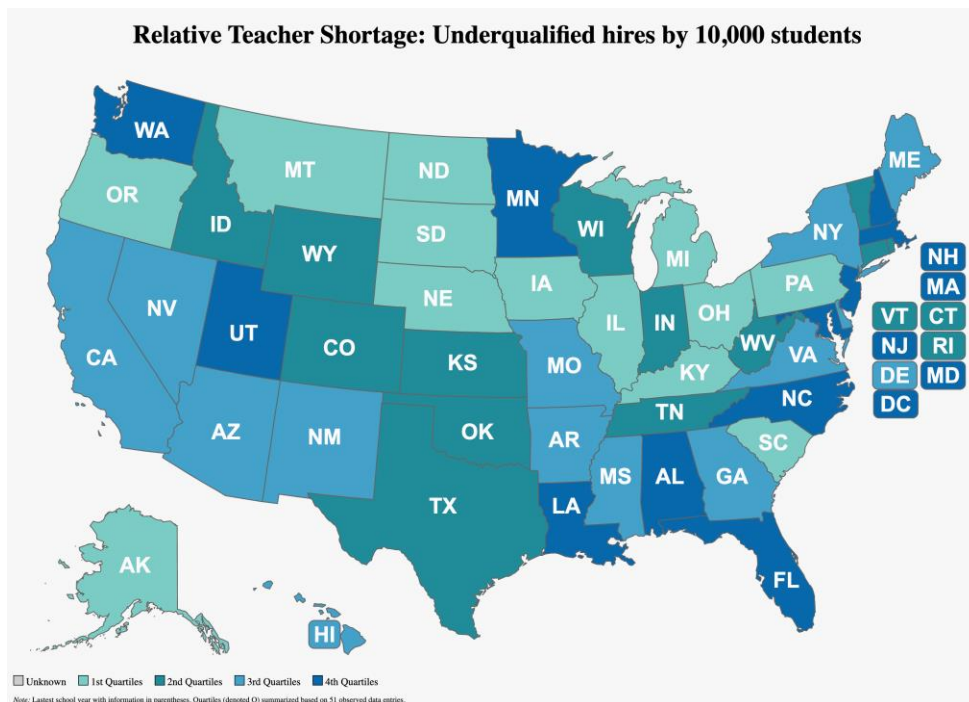 Relative Teacher Shortage: Underqualified hires by 10,000 students
WA
MT
ND
MN
ME
OR
ID
SD
WI
NY
WY
MI
NH
NE
IA
PA
MA
NV
IL
IN
OH
VT
CT
UT
CO
WV
NJ
RI
CA
KS
MO
KY
VA
DE
MD
NC
DC
TN
AZ
NM
OK
AR
SC
MS
AL
GA
TX
LA
AK
FL
HI
Unknown 1st Quartiles 2nd Quartiles 3rd Quartiles 4th Quartiles
Note: Lastest school year with information in parentheses. Quartiles (denoted Q) summarized based on 51 observed data entries.